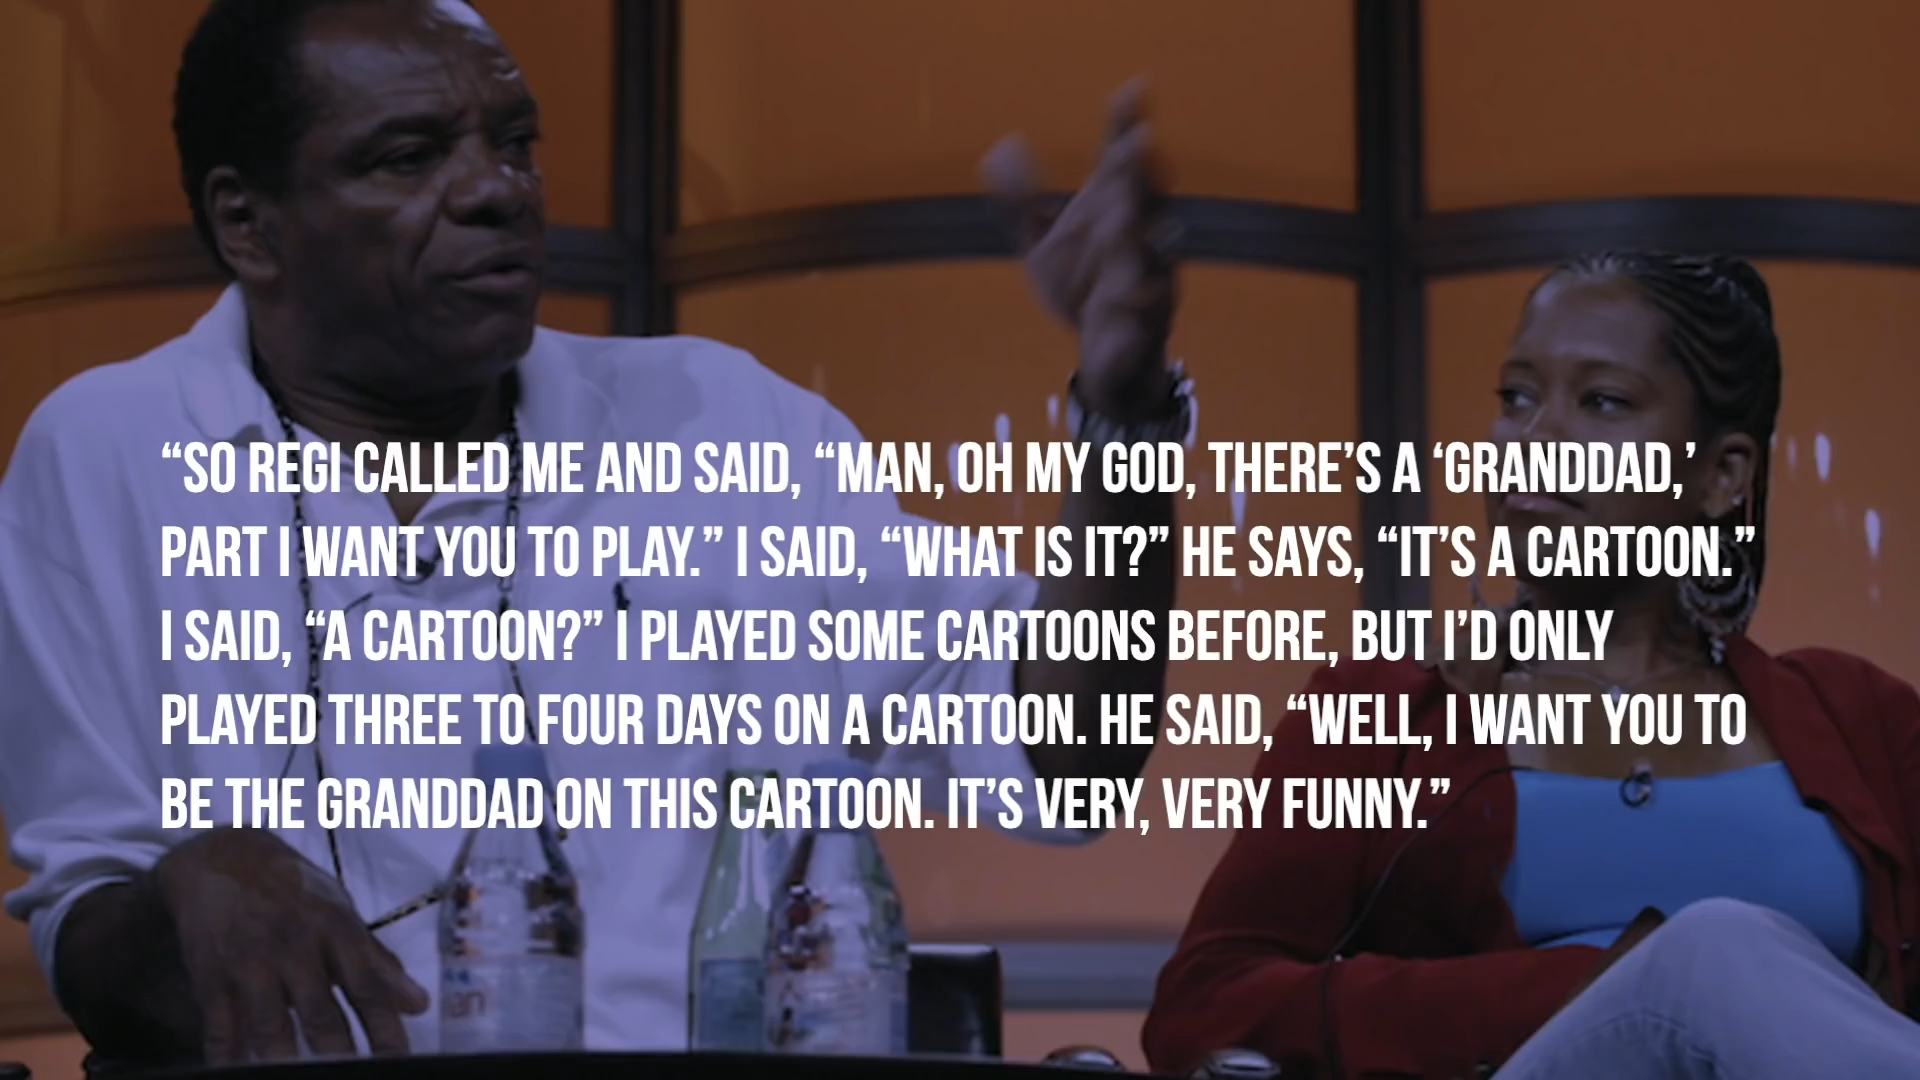 “SO REGI CALLED ME AND SAID, “MAN, OH MY GOD, THERE’S A ‘GRANDDAD,’
PART I WANT YOU TO PLAY.” I SAID, “WHAT IS IT?” HE SAYS, “IT’S A CARTOON.”
I SAID, “A CARTOON?” I PLAYED SOME CARTOONS BEFORE, BUT I’D ONLY
PLAYED THREE TO FOUR DAYS ON A CARTOON. HE SAID, “WELL, I WANT YOU TO
BE THE GRANDDAD ON THIS CARTOON. IT’S VERY, VERY FUNNY.”